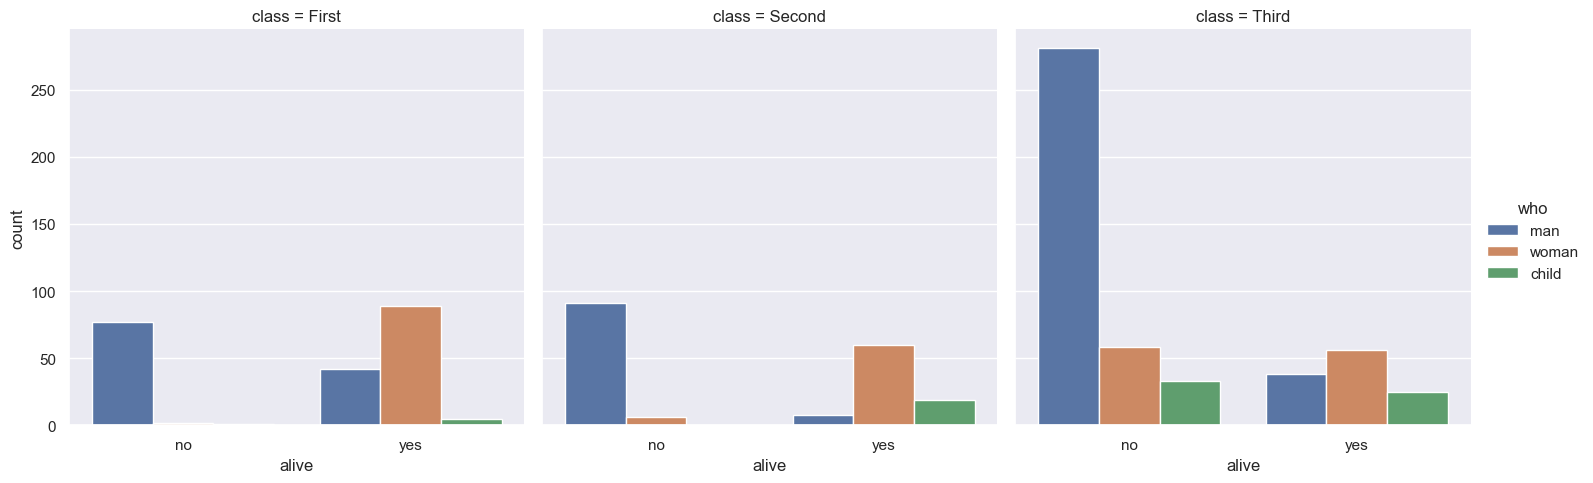 class = First
class = Second
class = Third
count
250
200
150
100
50
0
no
yes
no
yes
no
yes
alive
alive
alive
who
man
woman
child